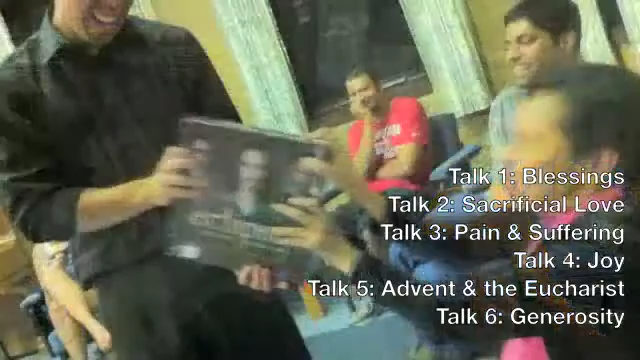 Talk 1: Blessings
Talk 2: Sacrificial Love
Talk 3: Pain & Suffering
Talk 4: Joy
Talk 5: Advent & the Eucharist
Talk 6: Generosity